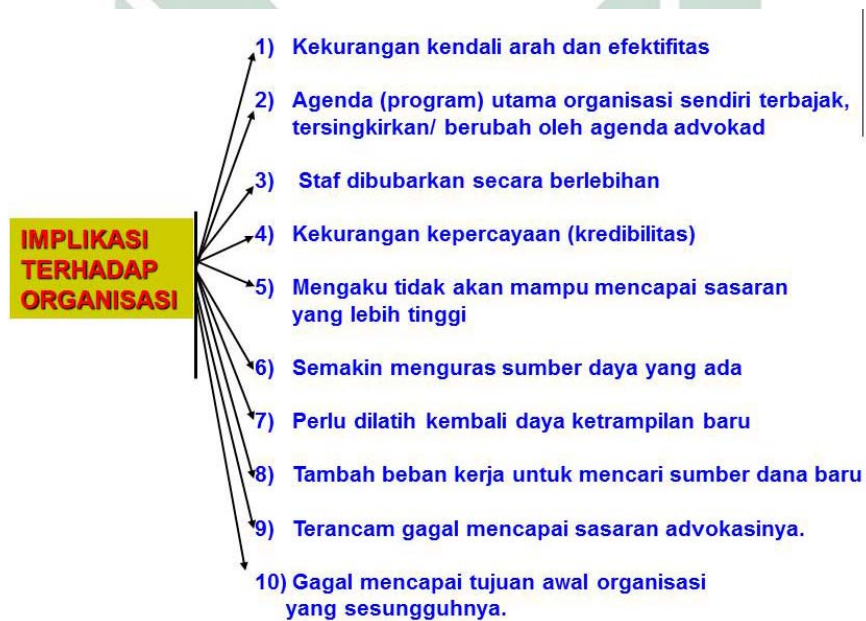 1) Kekurangan kendali arah dan efektifitas
2) Agenda (program) utama organisasi sendiri terbajak,
tersingkirkan/ berubah oleh agenda advokad
3) Staf dibubarkan secara berlebihan
IMPLIKASI
TERHADAP
ORGANISASI
4) Kekurangan kepercayaan (kredibilitas)
5) Mengaku tidak akan mampu mencapai sasaran
yang lebih tinggi
6) Semakin menguras sumber daya yang ada
7) Perlu dilatih kembali daya ketrampilan baru
8) Tambah beban kerja untuk mencari sumber dana baru
9) Terancam gagal mencapai sasaran advokasinya.
10) Gagal mencapai tujuan awal organisasi
yang sesungguhnya.